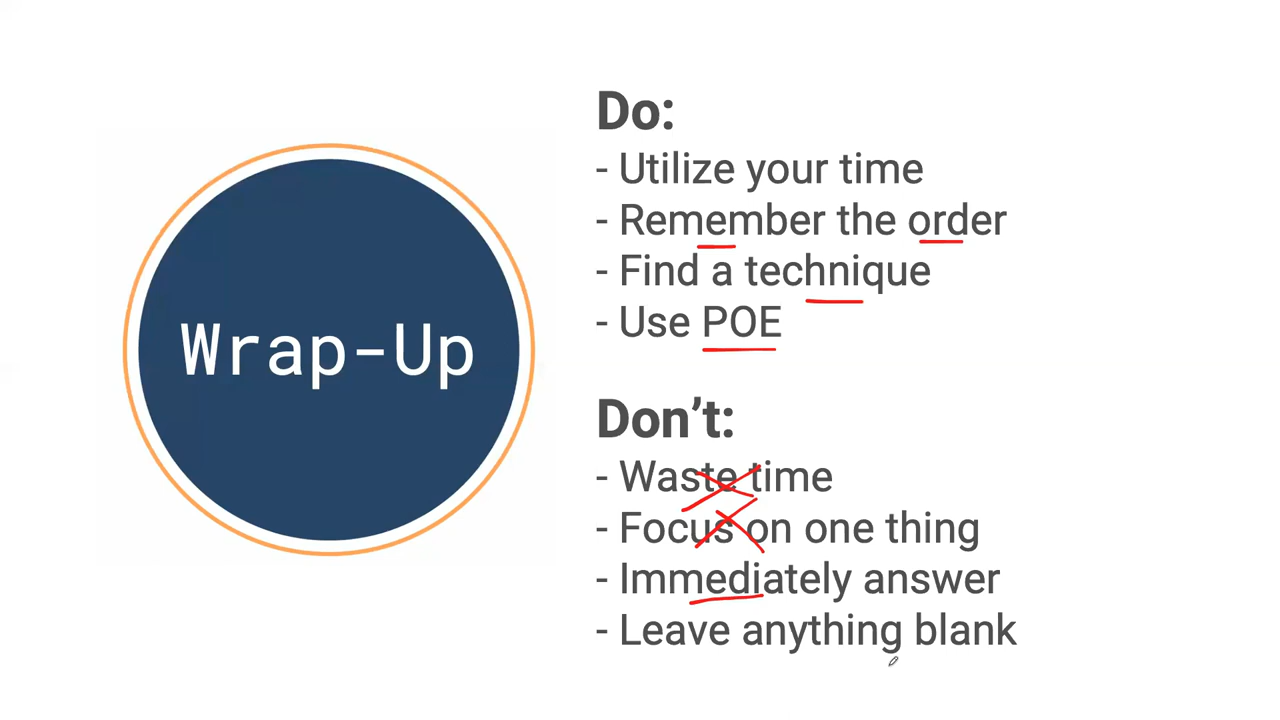 Wrap-Up
Do:
- Utilize your time
- Remember the order
- Find a technique
- Use POE
Don’t:
- Waste time
- Focus on one thing
- Immediately answer
- Leave anything blank